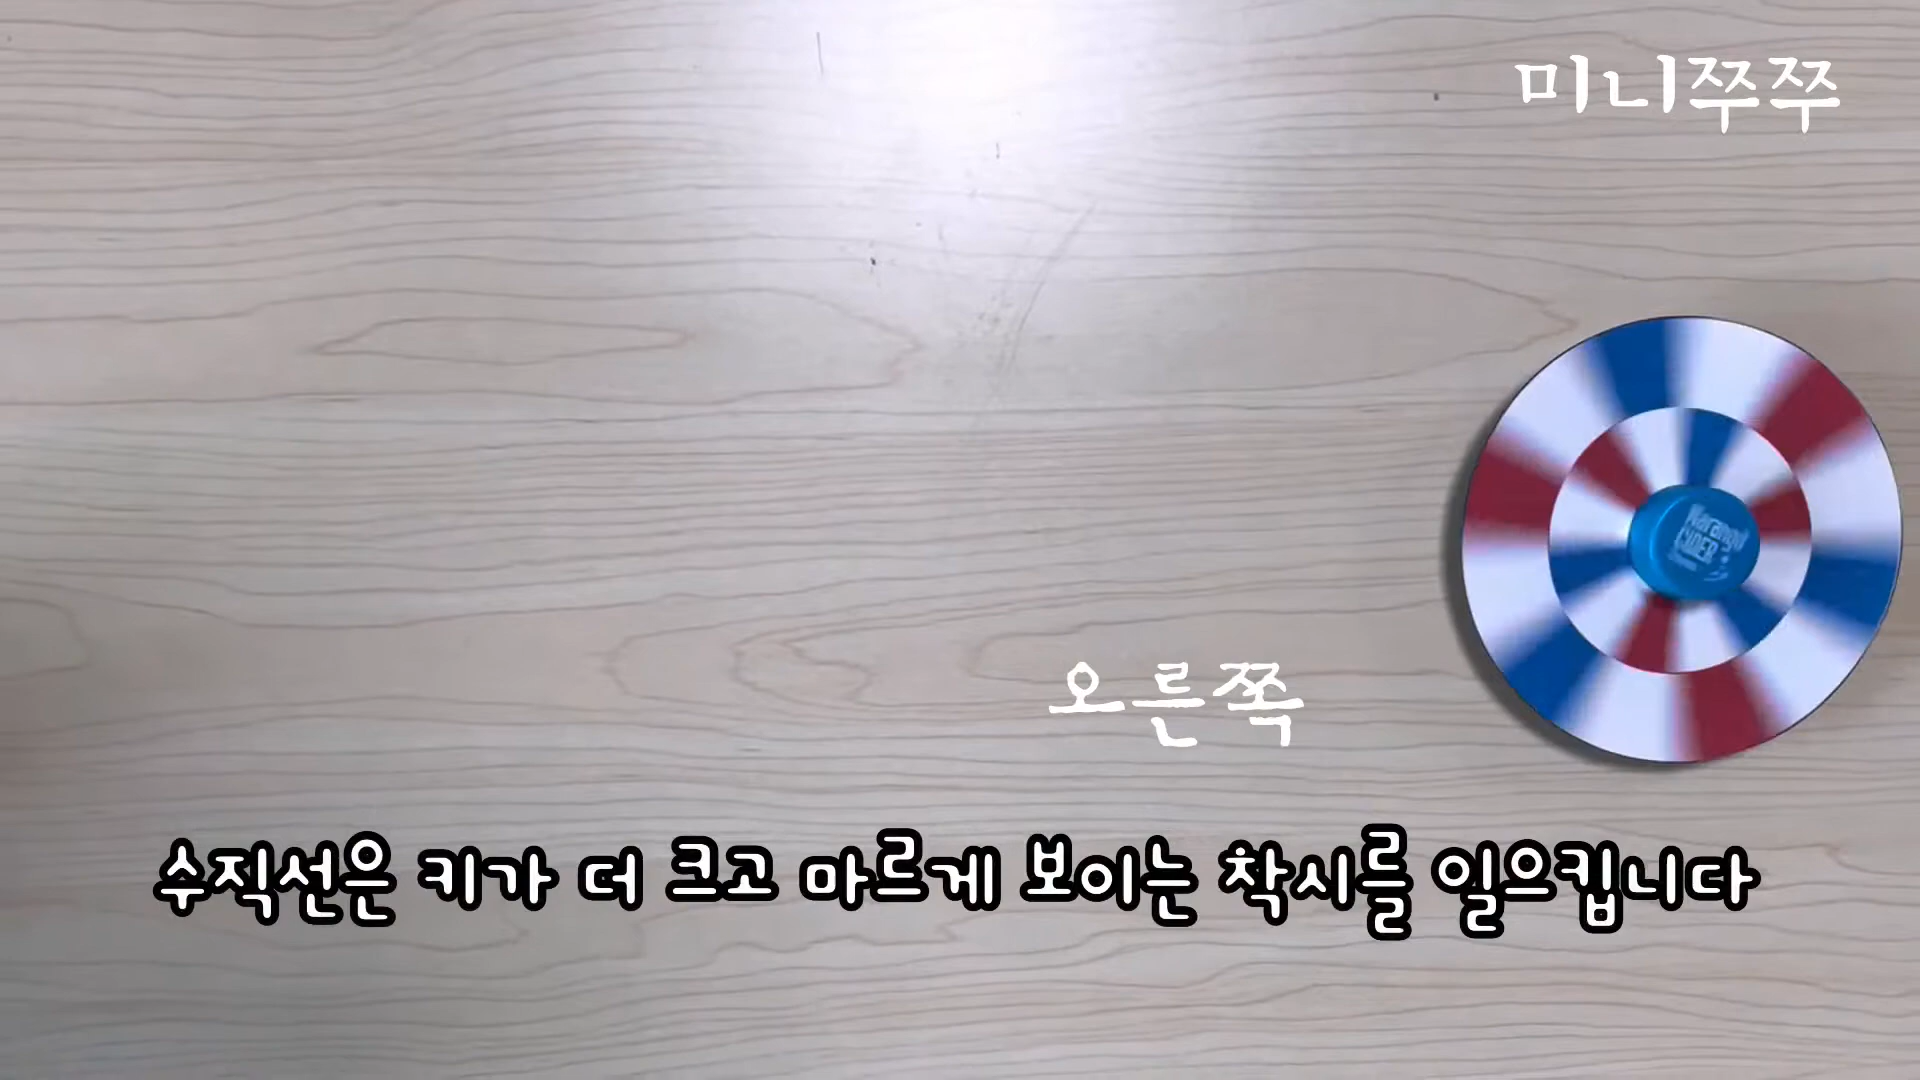 미니쭈쭈
오른쪽
수직선은 키가 더 크고 마르게 보이는 착시를 일으킵니다